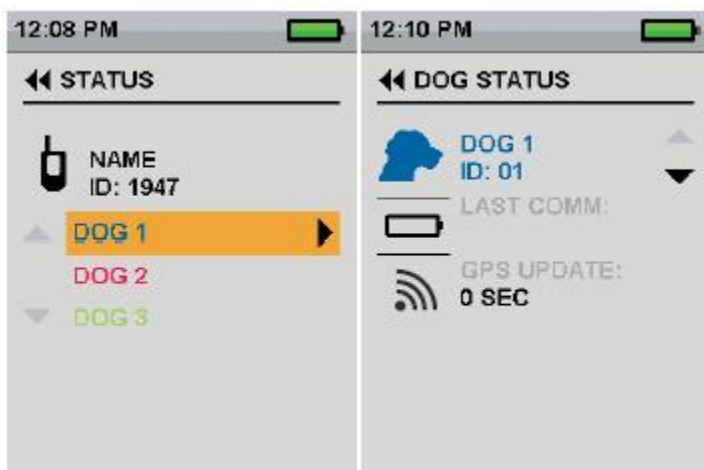 12:08 PM
STATUS
NAME
ID: 1947
DOG 1
DOG 2
DOG 3
12:10 PM
DOG STATUS
DOG 1
ID: 01
LAST COMM:
GPS UPDATE:
0 SEC